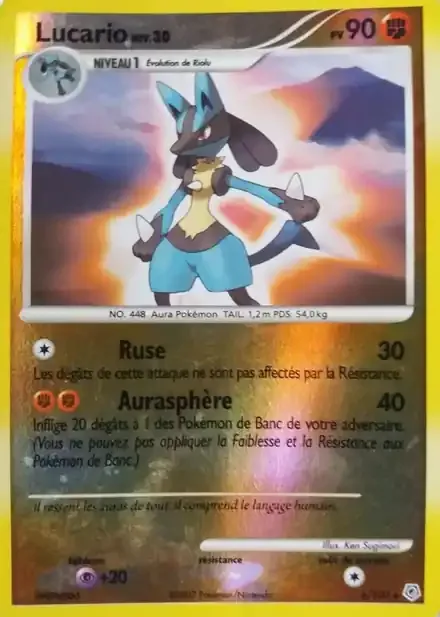 Lucario NIV.30 PV 90
NIVEAU 1 Évolution de Riolu
NO. 448 Aura Pokémon TAIL: 1,2 m PDS: 54,0 kg
Ruse 30
Les dégâts de cette attaque ne sont pas affectés par la Résistance.
Aurasphère 40
Inflige 20 dégâts à 1 des Pokémon de Banc de votre adversaire.
(Vous ne pouvez pas appliquer la Faiblesse et la Résistance aux
Pokémon de Banc.)
Il ressent les auras de tout, il comprend le langage humain.
Illus. Ken Sugimori
faiblesse résistance
+20
Pokémon/Nintendo